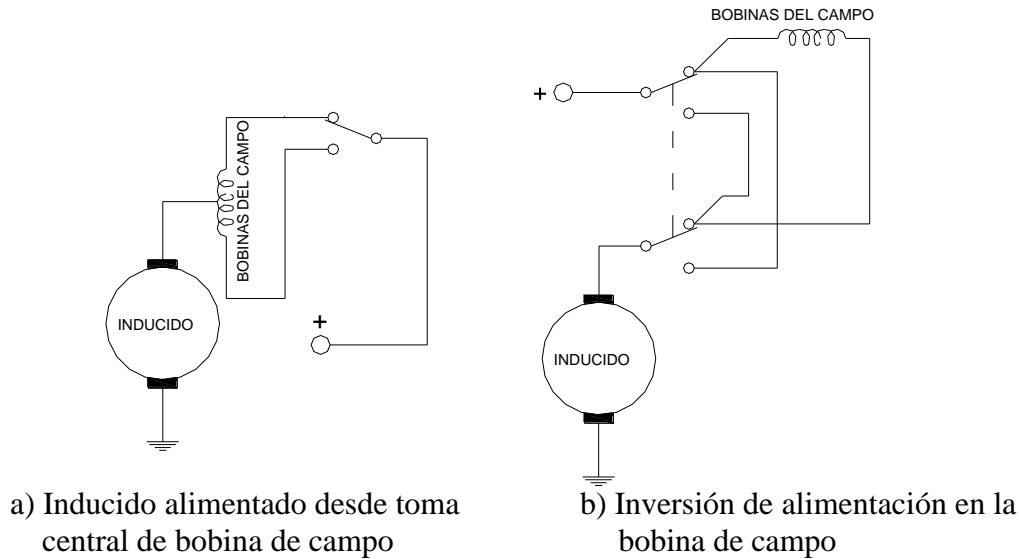 BOBINAS DEL CAMPO
+
BOBINAS DEL CAMPO
+
INDUCIDO
INDUCIDO
a) Inducido alimentado desde toma
central de bobina de campo
b) Inversión de alimentación en la
bobina de campo